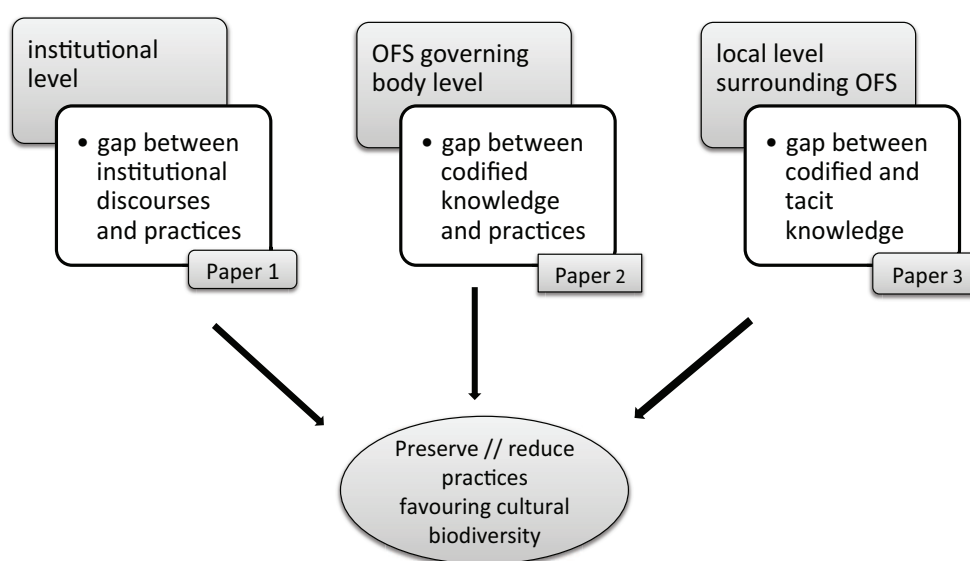 institutional
level
• gap between
institutional
discourses
and practices
Paper 1
OFS governing
body level
• gap between
codified
knowledge
and practices
Paper 2
local level
surrounding OFS
• gap between
codified and
tacit
knowledge
Paper 3
Preserve // reduce
practices
favouring cultural
biodiversity